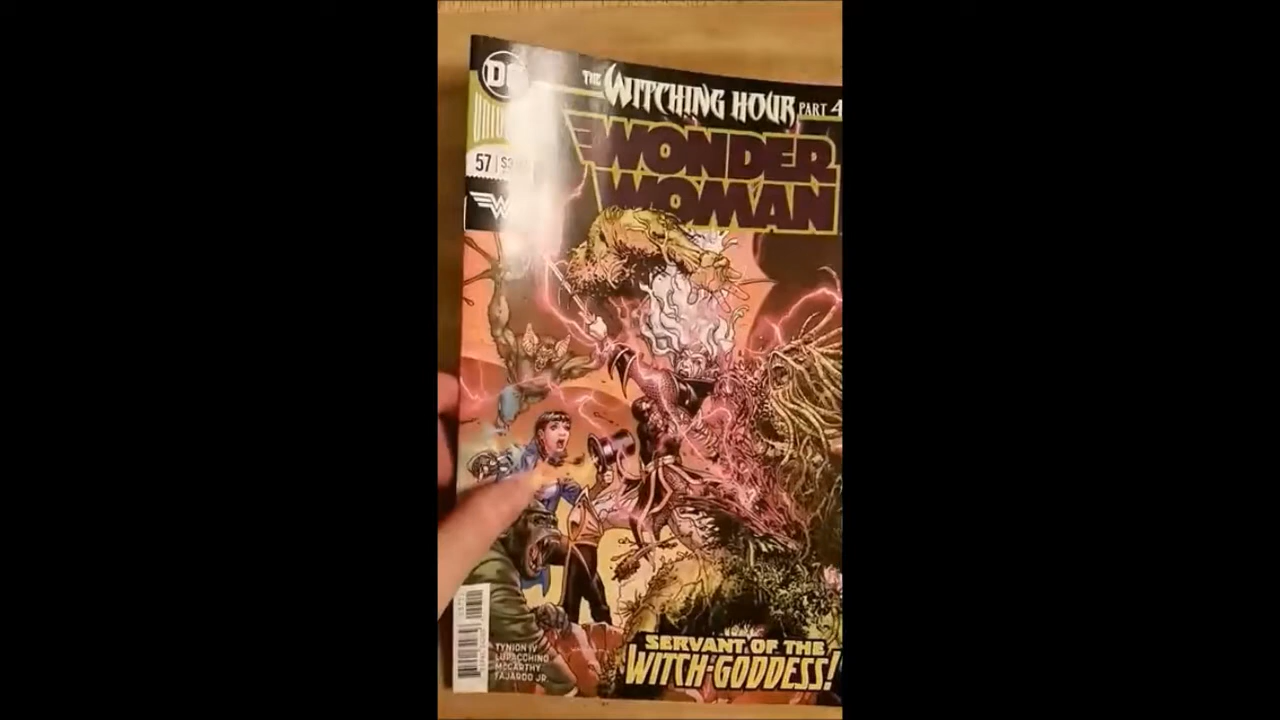 THE WITCHING HOUR PART 4
WONDER
WOMAN
57
SERVANT OF THE
WITCH-GODDESS!
TYNION IV
LUPACCHINO
MCCARTHY
FAJARDO JR.